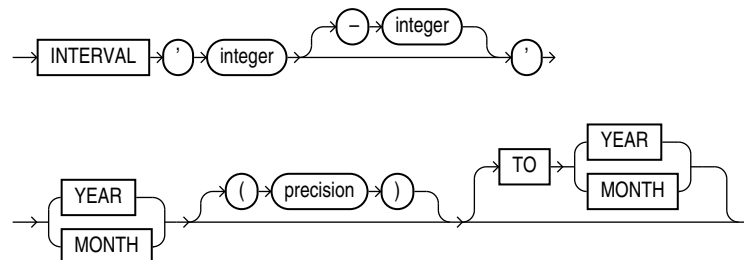 – integer
INTERVAL ' integer '
YEAR
TO
YEAR
MONTH
( precision )
MONTH